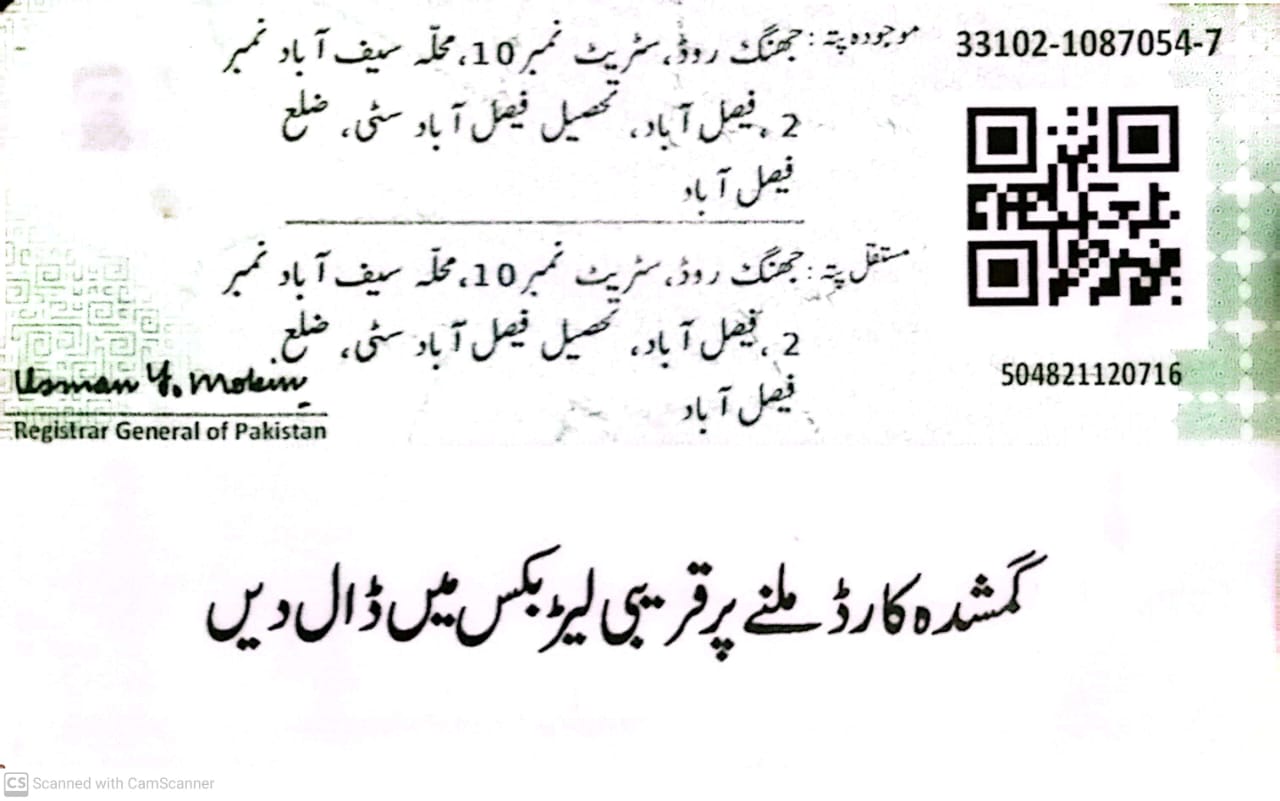 33102-1087054-7
موجودہ پتہ : جھنگ روڈ، سٹریٹ نمبر 10، محلّہ سیف آباد نمبر
2 ، فیصل آباد، تحصیل فیصل آباد سٹی، ضلع
فیصل آباد
مستقل پتہ : جھنگ روڈ، سٹریٹ نمبر 10، محلّہ سیف آباد نمبر
2 ، فیصل آباد، تحصیل فیصل آباد سٹی، ضلع
فیصل آباد
504821120716
Usman Y. Mobin
Registrar General of Pakistan
گمشدہ کارڈ ملنے پر قریبی لیٹر بکس میں ڈال دیں
CS Scanned with CamScanner